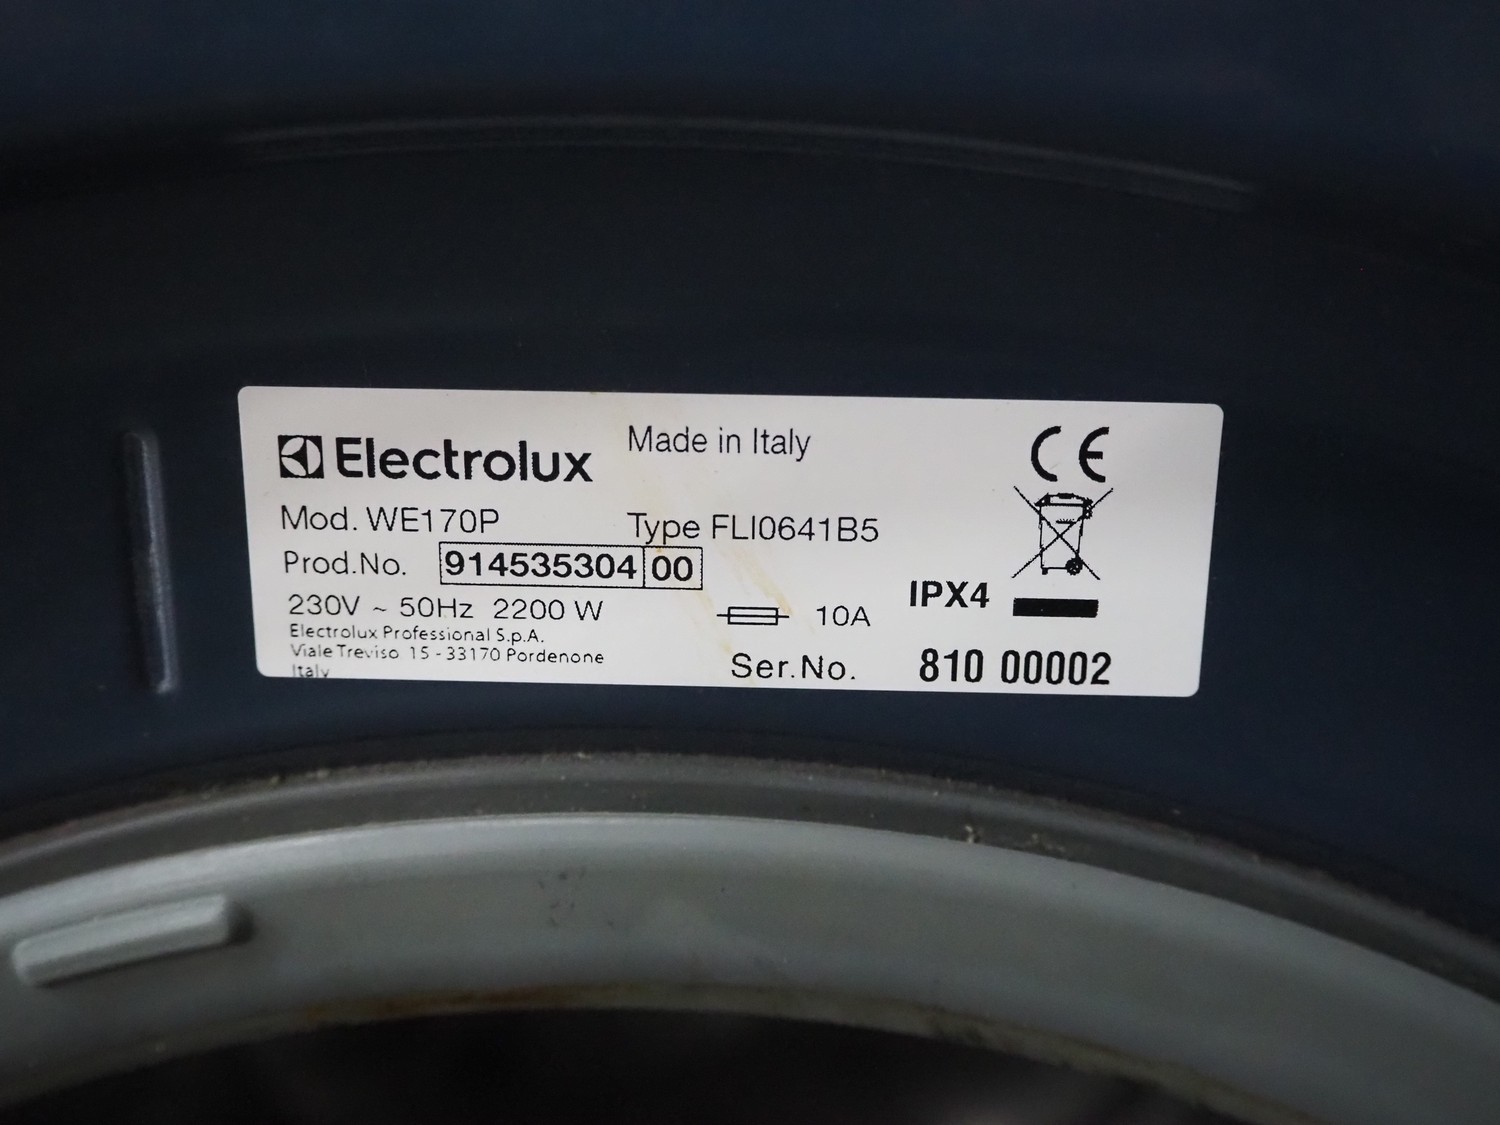 Electrolux Made in Italy
CE
Mod. WE170P Type FLI0641B5
Prod.No. 914535304 00
230V ~ 50Hz 2200 W 10A IPX4
Electrolux Professional S.p.A.
Viale Treviso 15 - 33170 Pordenone
Italy
Ser.No. 810 00002